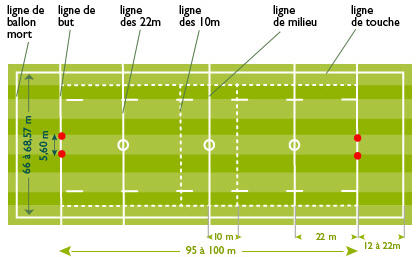 ligne de
ballon
mort
ligne de
but
ligne
des 22m
ligne
des 10m
ligne
de milieu
ligne
de touche
66 à 68,57 m
5,60 m
10 m
22 m
12 à 22m
95 à 100 m